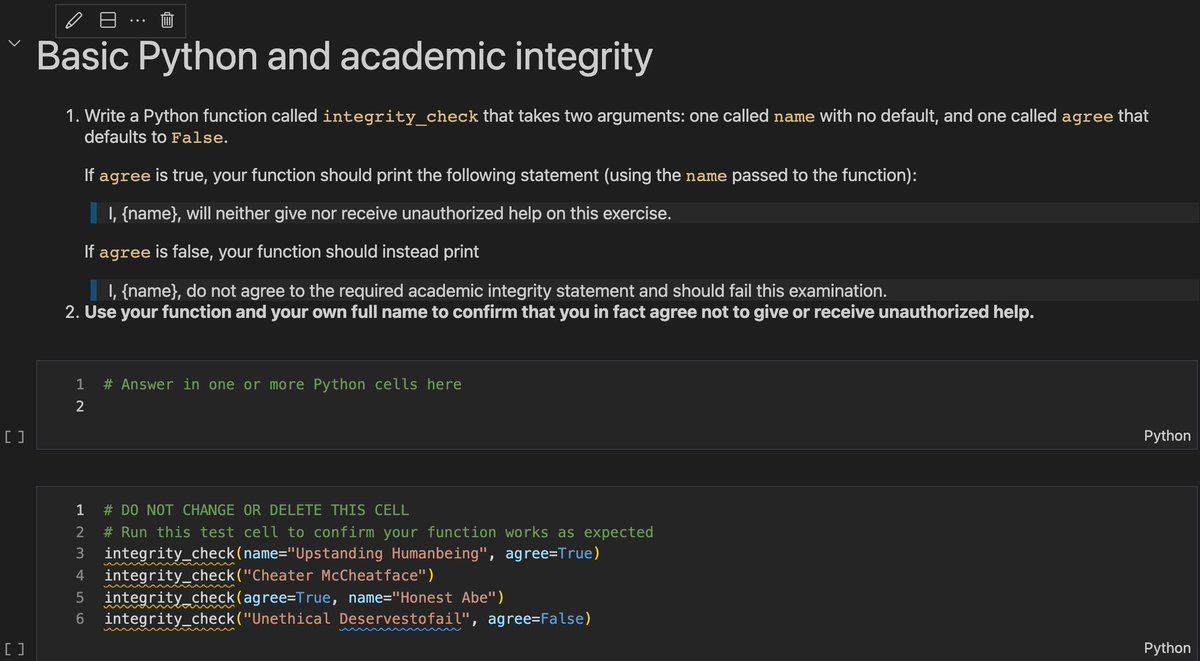 Basic Python and academic integrity
1. Write a Python function called integrity_check that takes two arguments: one called name with no default, and one called agree that
defaults to False.
If agree is true, your function should print the following statement (using the name passed to the function):
I, {name}, will neither give nor receive unauthorized help on this exercise.
If agree is false, your function should instead print
I, {name}, do not agree to the required academic integrity statement and should fail this examination.
2. Use your function and your own full name to confirm that you in fact agree not to give or receive unauthorized help.
1 # Answer in one or more Python cells here
2
[ ]
Python
1 # DO NOT CHANGE OR DELETE THIS CELL
2 # Run this test cell to confirm your function works as expected
3 integrity_check(name="Upstanding Humanbeing", agree=True)
4 integrity_check("Cheater McCheatface")
5 integrity_check(agree=True, name="Honest Abe")
6 integrity_check("Unethical Deservestofail", agree=False)
[ ]
Python